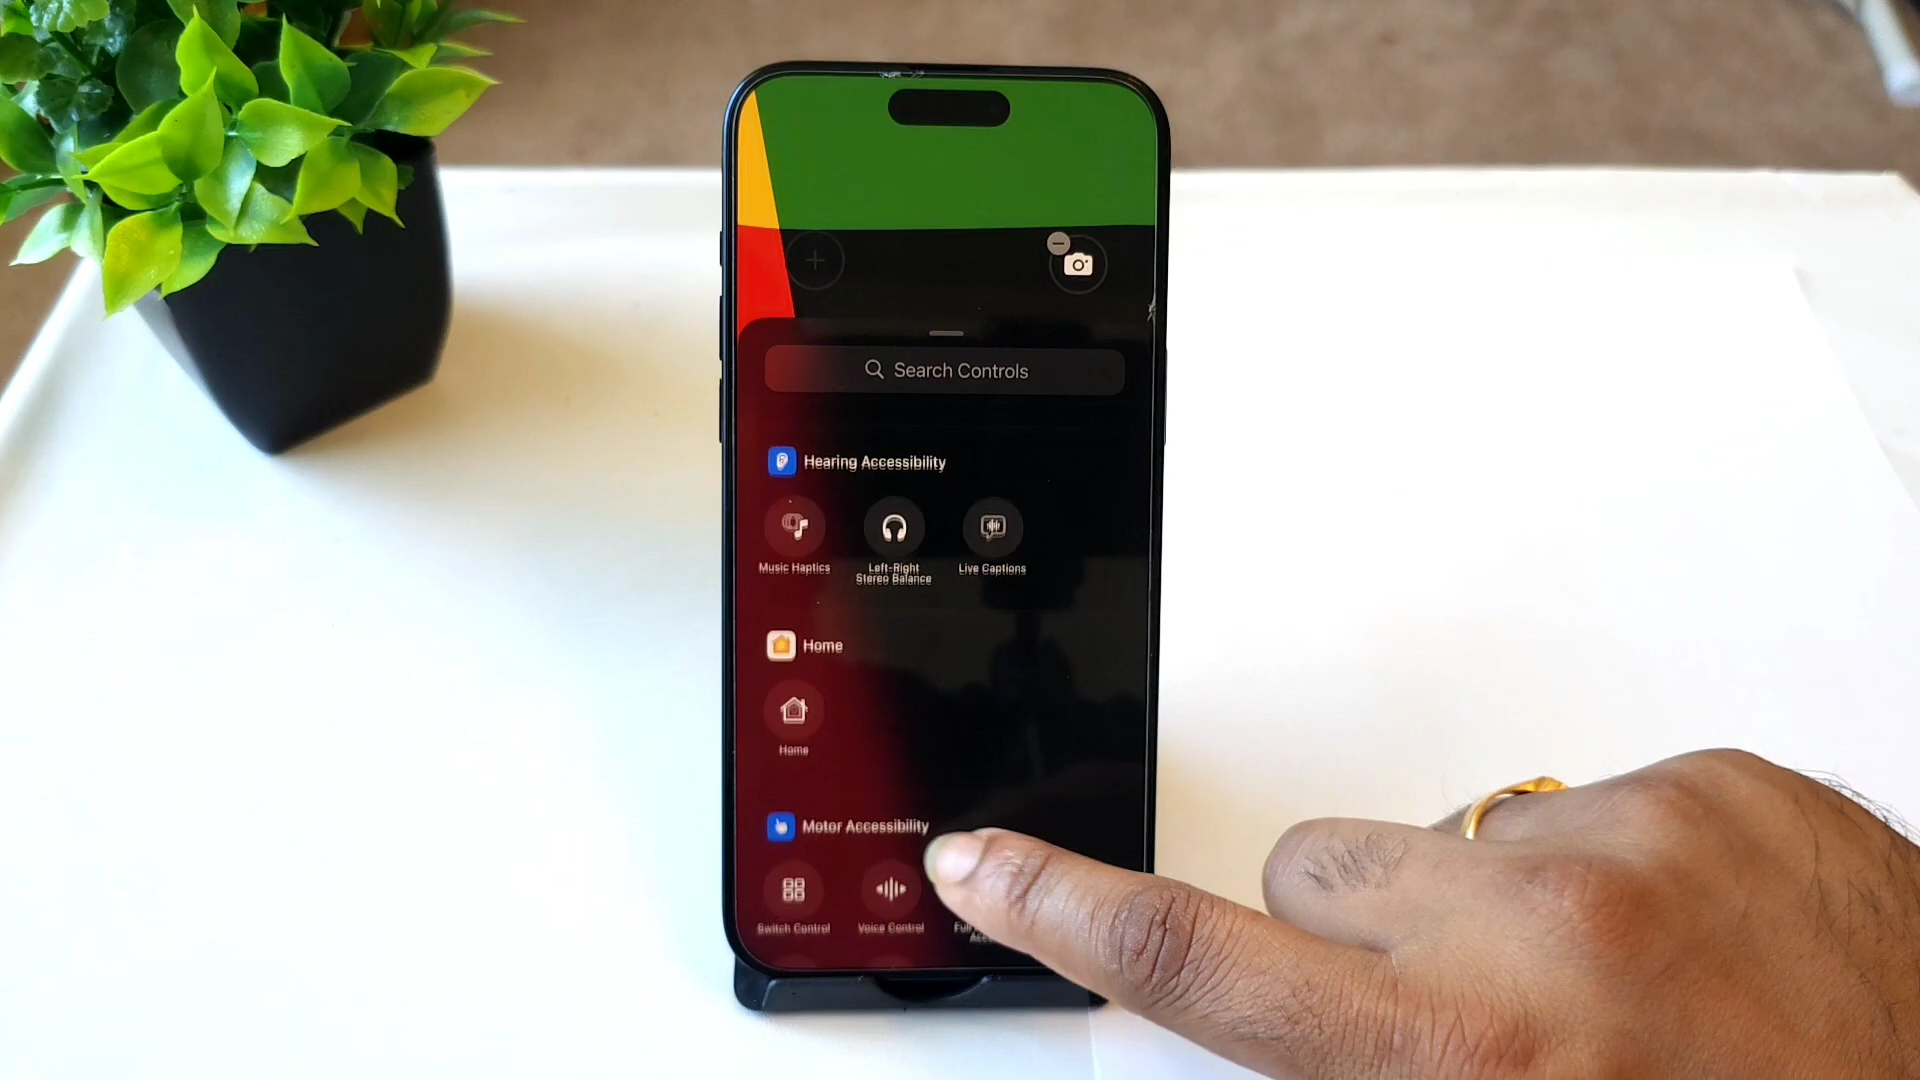 Search Controls
Hearing Accessibility
Music Haptics
Left-Right
Stereo Balance
Live Captions
Home
Home
Motor Accessibility
Switch Control
Voice Control